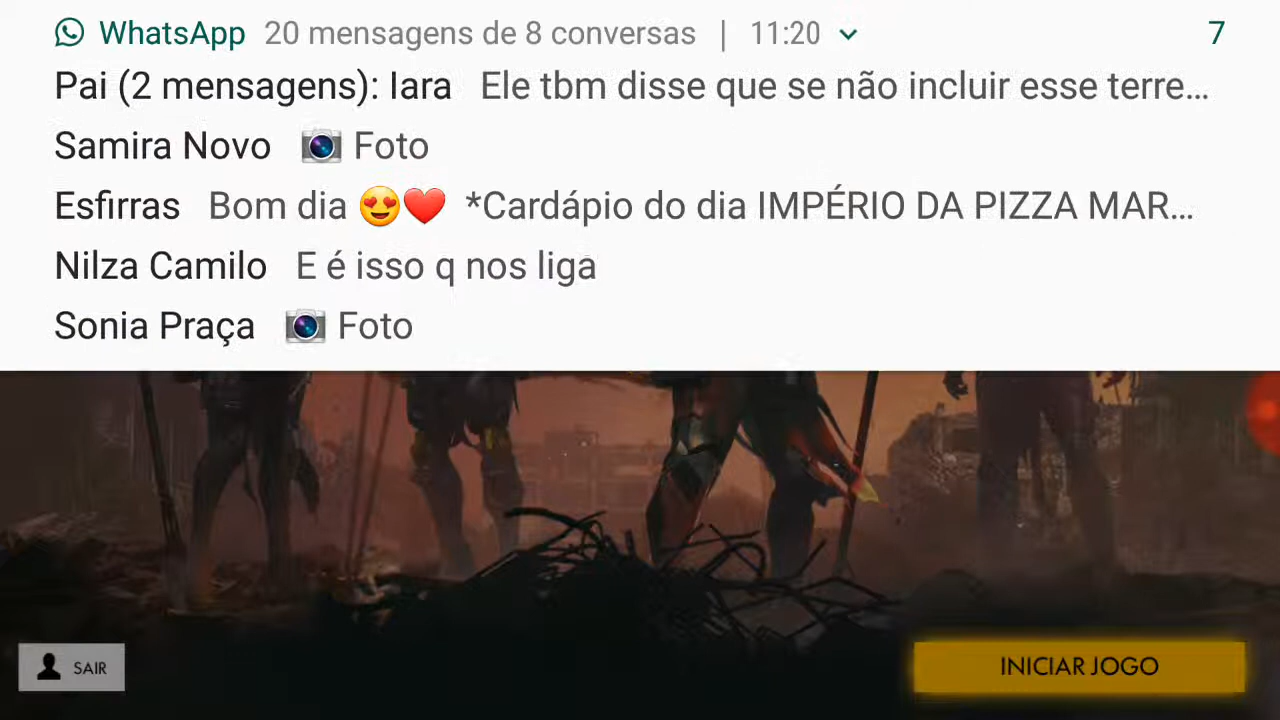 WhatsApp 20 mensagens de 8 conversas | 11:20 7
Pai (2 mensagens): Iara Ele tbm disse que se não incluir esse terre...
Samira Novo 📷 Foto
Esfirras Bom dia 😍❤️ *Cardápio do dia IMPÉRIO DA PIZZA MAR...
Nilza Camilo E é isso q nos liga
Sonia Praça 📷 Foto
SAIR
INICIAR JOGO